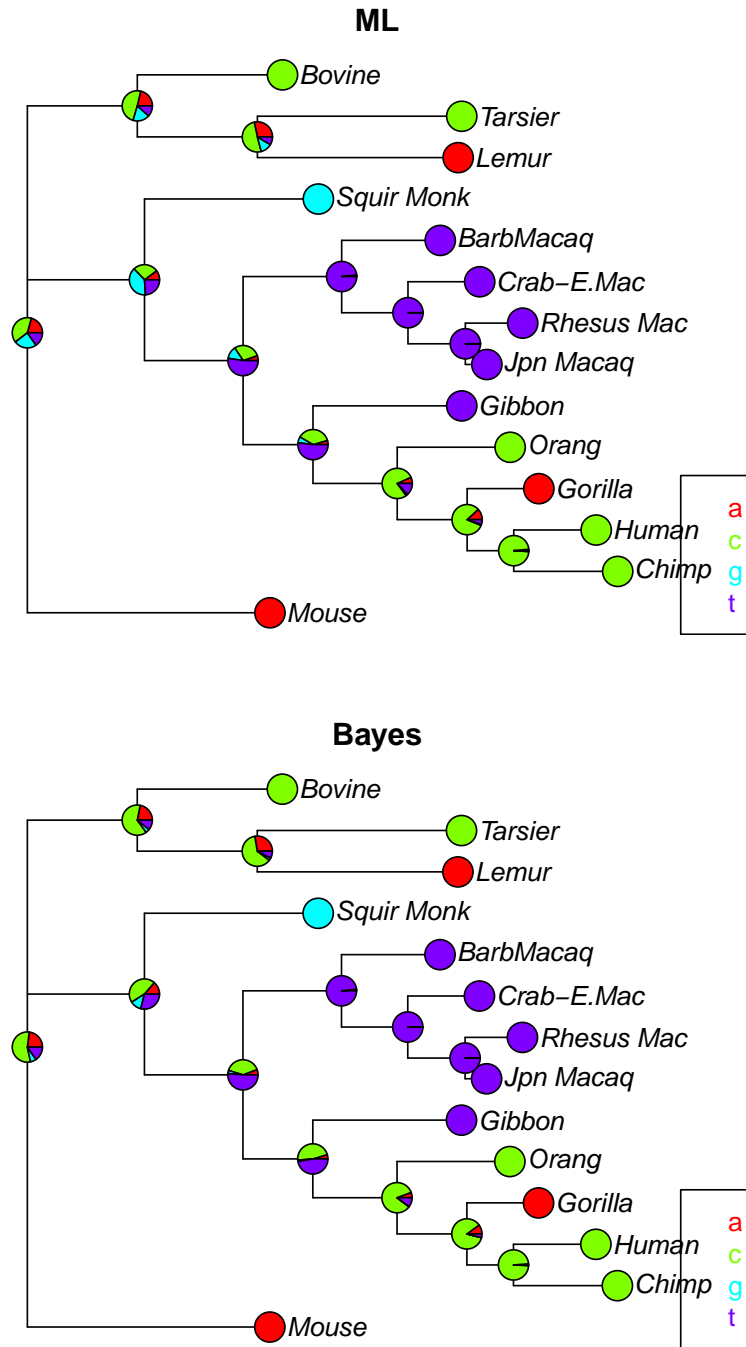 ML
Bovine
Tarsier
Lemur
Squir Monk
BarbMacaq
Crab−E.Mac
Rhesus Mac
Jpn Macaq
Gibbon
Orang
Gorilla
Human
Chimp
Mouse
a
c
g
t
Bayes
Bovine
Tarsier
Lemur
Squir Monk
BarbMacaq
Crab−E.Mac
Rhesus Mac
Jpn Macaq
Gibbon
Orang
Gorilla
Human
Chimp
Mouse
a
c
g
t